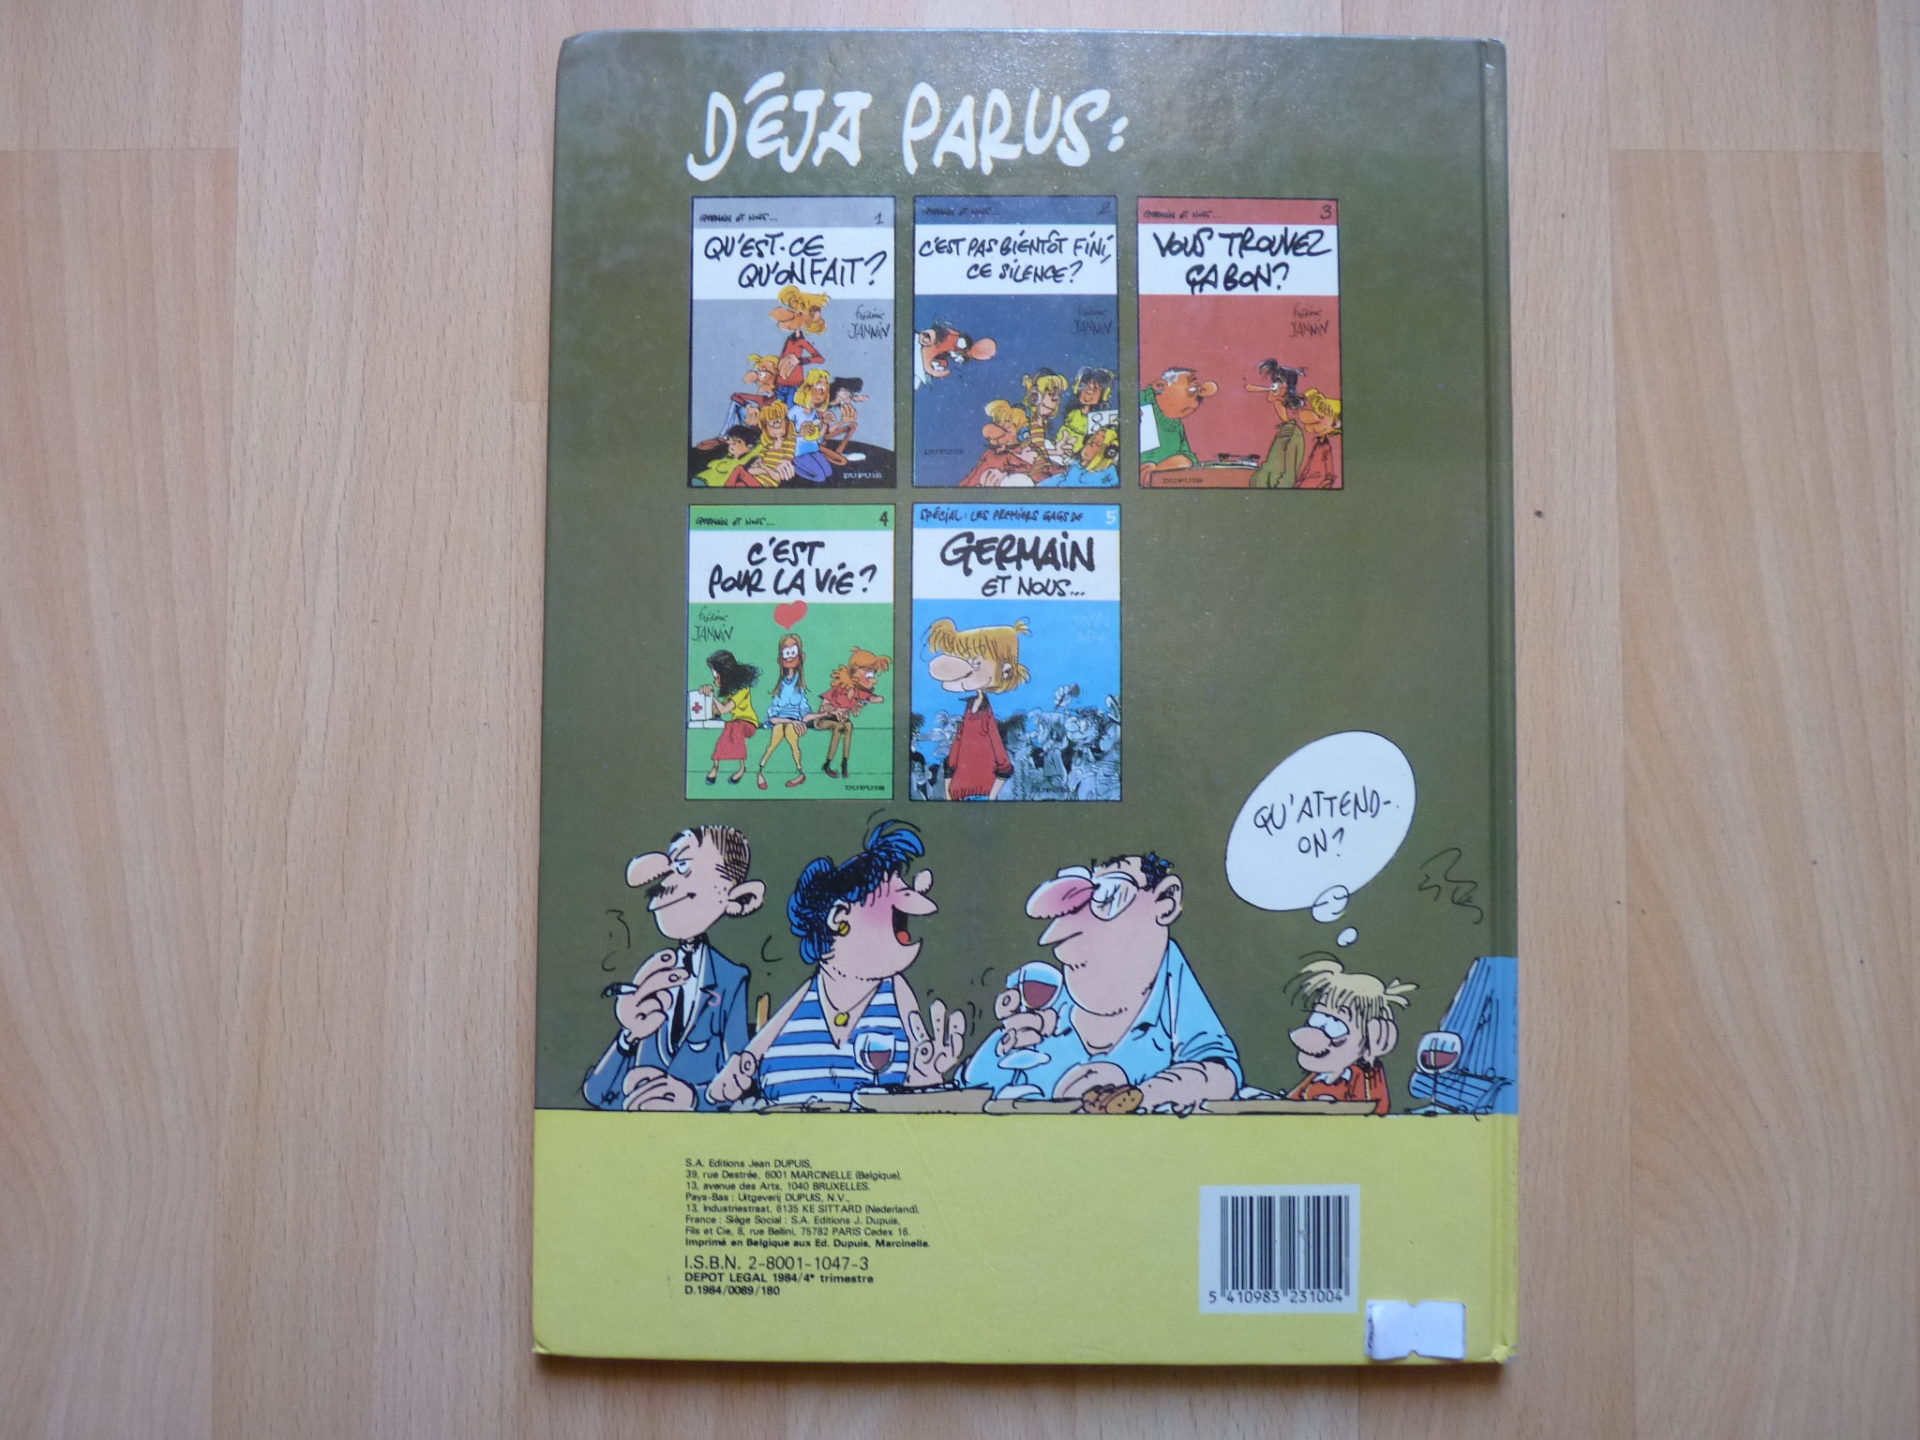 DÉJA PARUS:
GERMAIN ET NOUS... 1
QU'EST-CE
QU'ON FAIT?
Frédéric
JANNIN
DUPUIS
GERMAIN ET NOUS... 2
C'EST PAS BIENTÔT FINI,
CE SILENCE?
Frédéric
JANNIN
DUPUIS
GERMAIN ET NOUS... 3
VOUS TROUVEZ
ÇA BON?
Frédéric
JANNIN
DUPUIS
GERMAIN ET NOUS... 4
C'EST
POUR LA VIE?
Frédéric
JANNIN
DUPUIS
SPÉCIAL: LES PREMIERS GAGS DE 5
GERMAIN
ET NOUS...
DUPUIS
QU'ATTEND-
ON?
S.A. Editions Jean DUPUIS,
39, rue Destrée, 6001 MARCINELLE (Belgique),
13, avenue des Arts, 1040 BRUXELLES.
Pays-Bas : Uitgeverij DUPUIS, N.V.,
13, Industriestraat, 6135 KE SITTARD (Nederland).
France : Siège Social : S.A. Editions J. Dupuis,
Fils et Cie, 8, rue Bellini, 75782 PARIS Cedex 16.
Imprimé en Belgique aux Ed. Dupuis, Marcinelle.
I.S.B.N. 2-8001-1047-3
DEPOT LEGAL 1984/4e trimestre
D.1984/0089/180
5 410983 231004